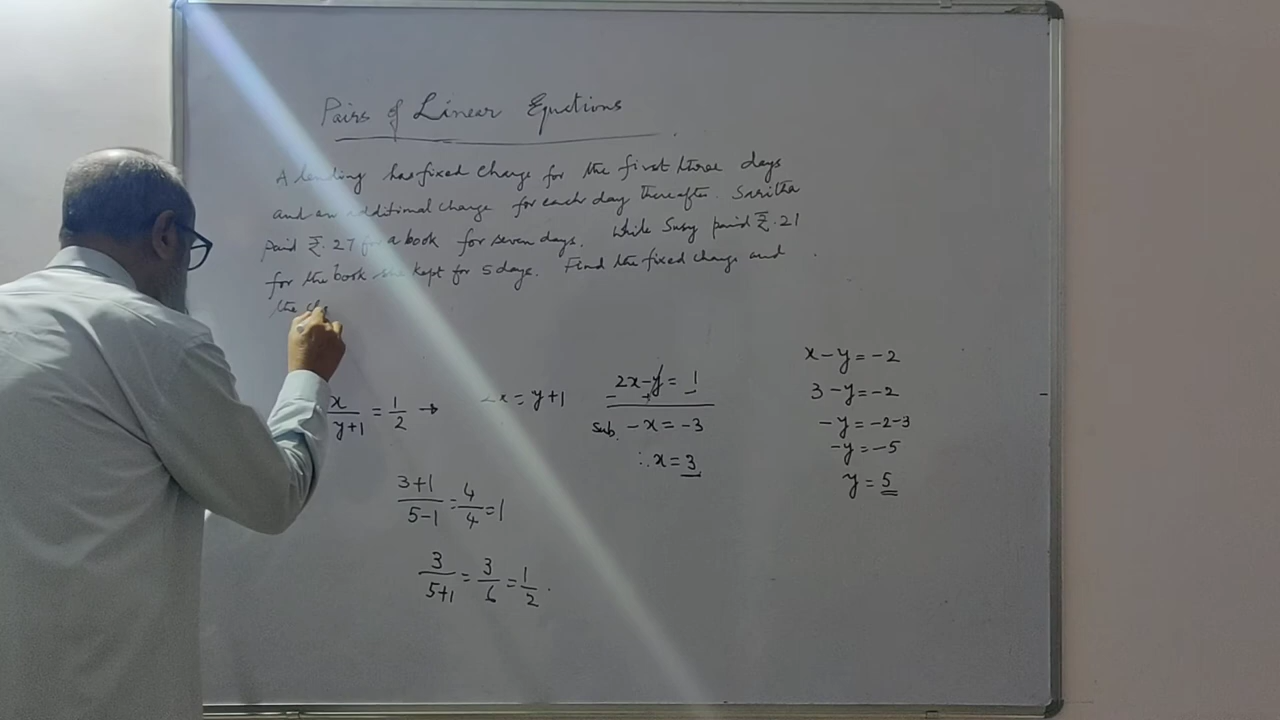 Pairs of Linear Equctions
A lending has fixed charge for the first three days
and an additional charge for each day thereafter. Saritha
paid ₹. 27 for a book for seven days. While Susy paid ₹. 21
for the book she kept for 5 days. Find the fixed charge and
the
x/(y+1) = 1/2 →
x = y+1
2x - y = 1
Sub. -x = -3
∴ x = 3
x - y = -2
3 - y = -2
-y = -2-3
-y = -5
y = 5
(3+1)/(5-1) = 4/4 = 1
3/(5+1) = 3/6 = 1/2.